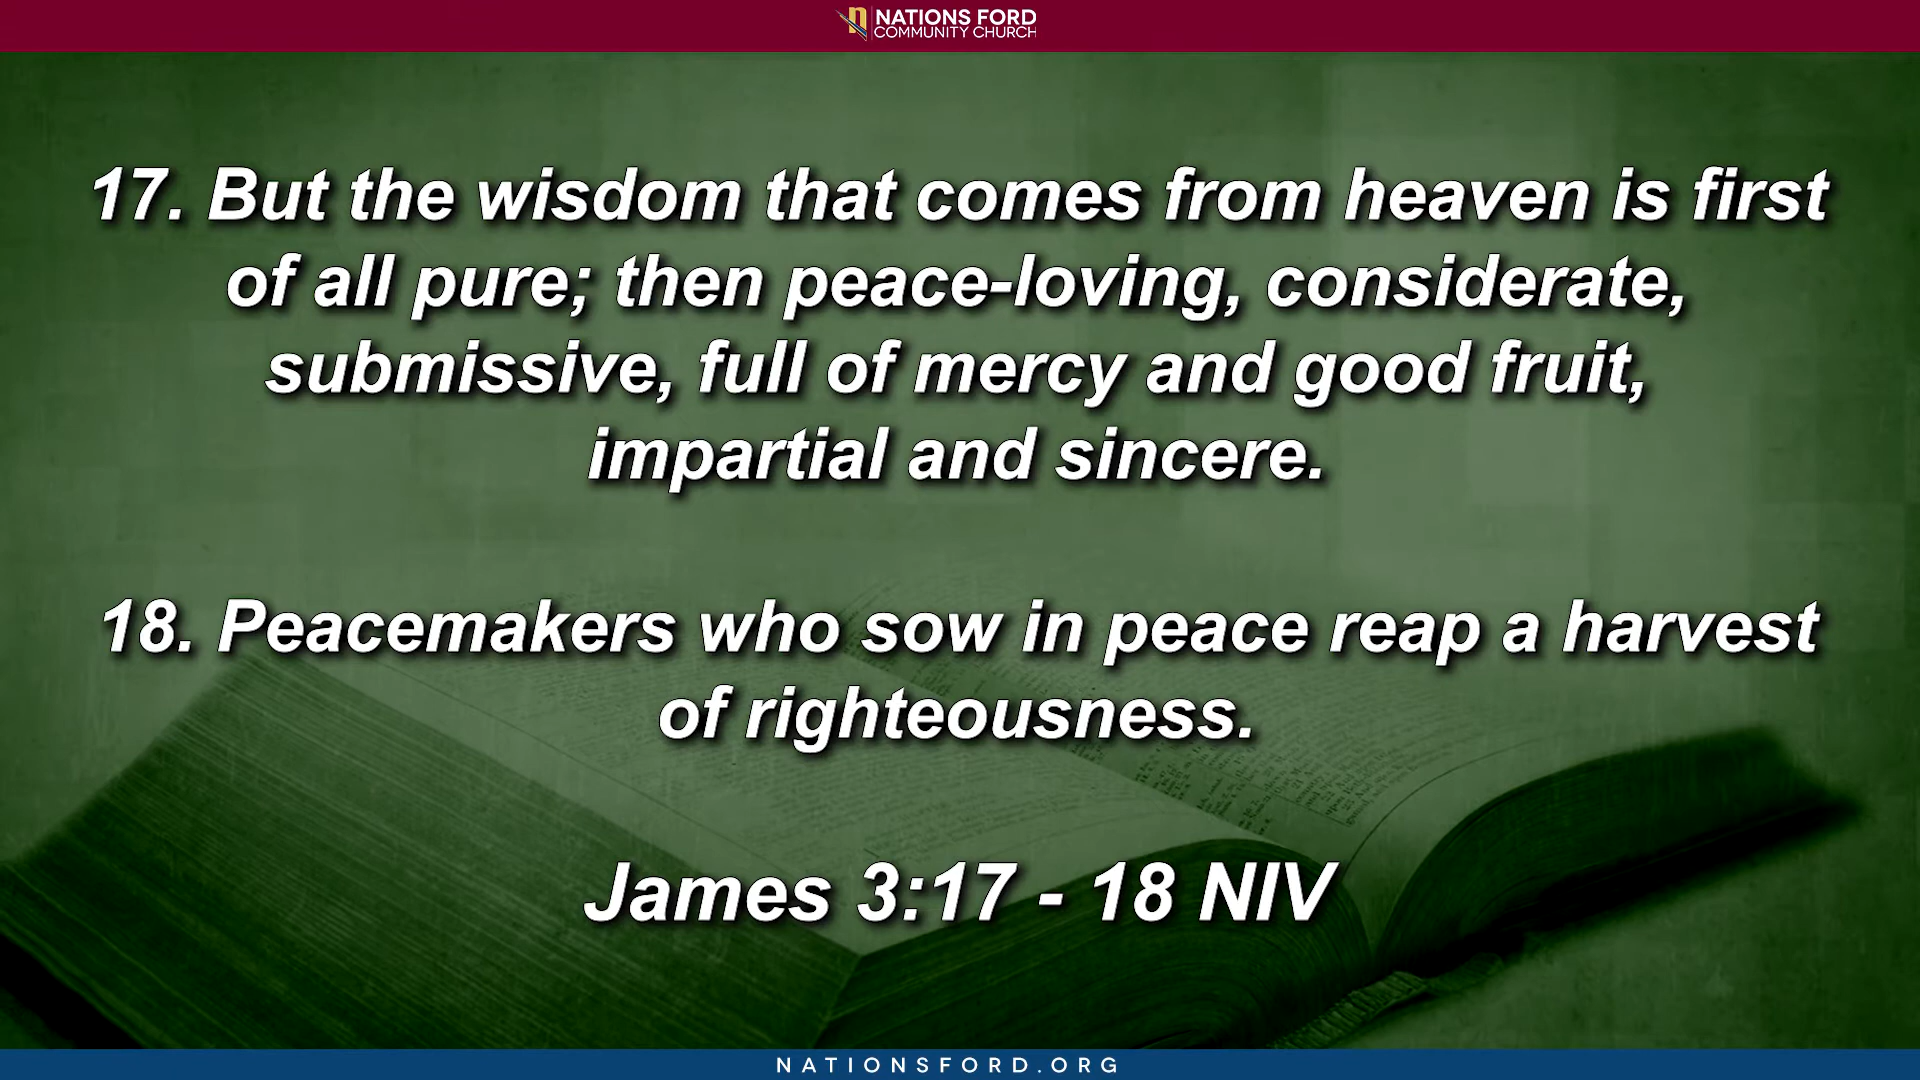 NATIONS FORD
COMMUNITY CHURCH
17. But the wisdom that comes from heaven is first
of all pure; then peace-loving, considerate,
submissive, full of mercy and good fruit,
impartial and sincere.
18. Peacemakers who sow in peace reap a harvest
of righteousness.
James 3:17 - 18 NIV
NATIONSFORD.ORG